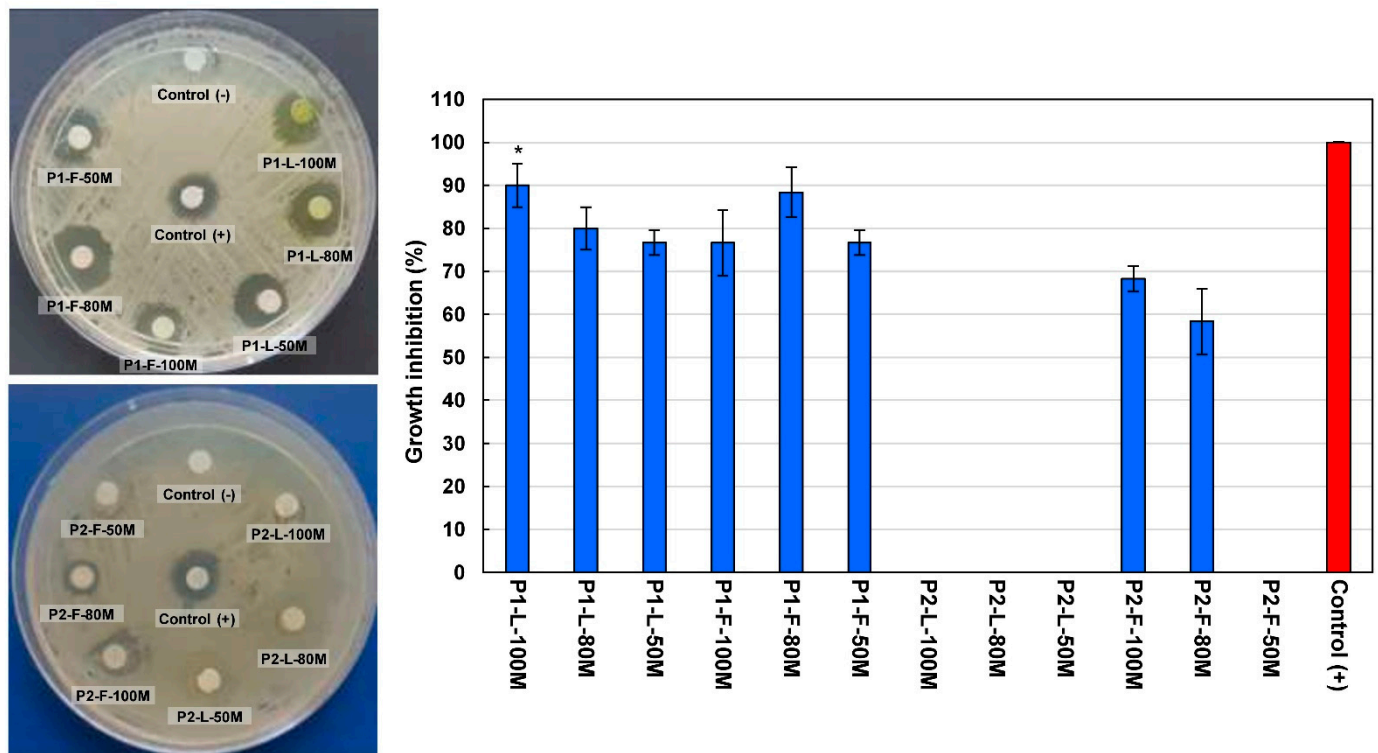 Control (-)
P1-L-100M
P1-F-50M
Control (+)
P1-L-80M
P1-F-80M
P1-L-50M
P1-F-100M
Control (-)
P2-F-50M
P2-L-100M
P2-F-80M
Control (+)
P2-L-80M
P2-F-100M
P2-L-50M
Growth inhibition (%)
110
100
90
80
70
60
50
40
30
20
10
0
*
P1-L-100M
P1-L-80M
P1-L-50M
P1-F-100M
P1-F-80M
P1-F-50M
P2-L-100M
P2-L-80M
P2-L-50M
P2-F-100M
P2-F-80M
P2-F-50M
Control (+)